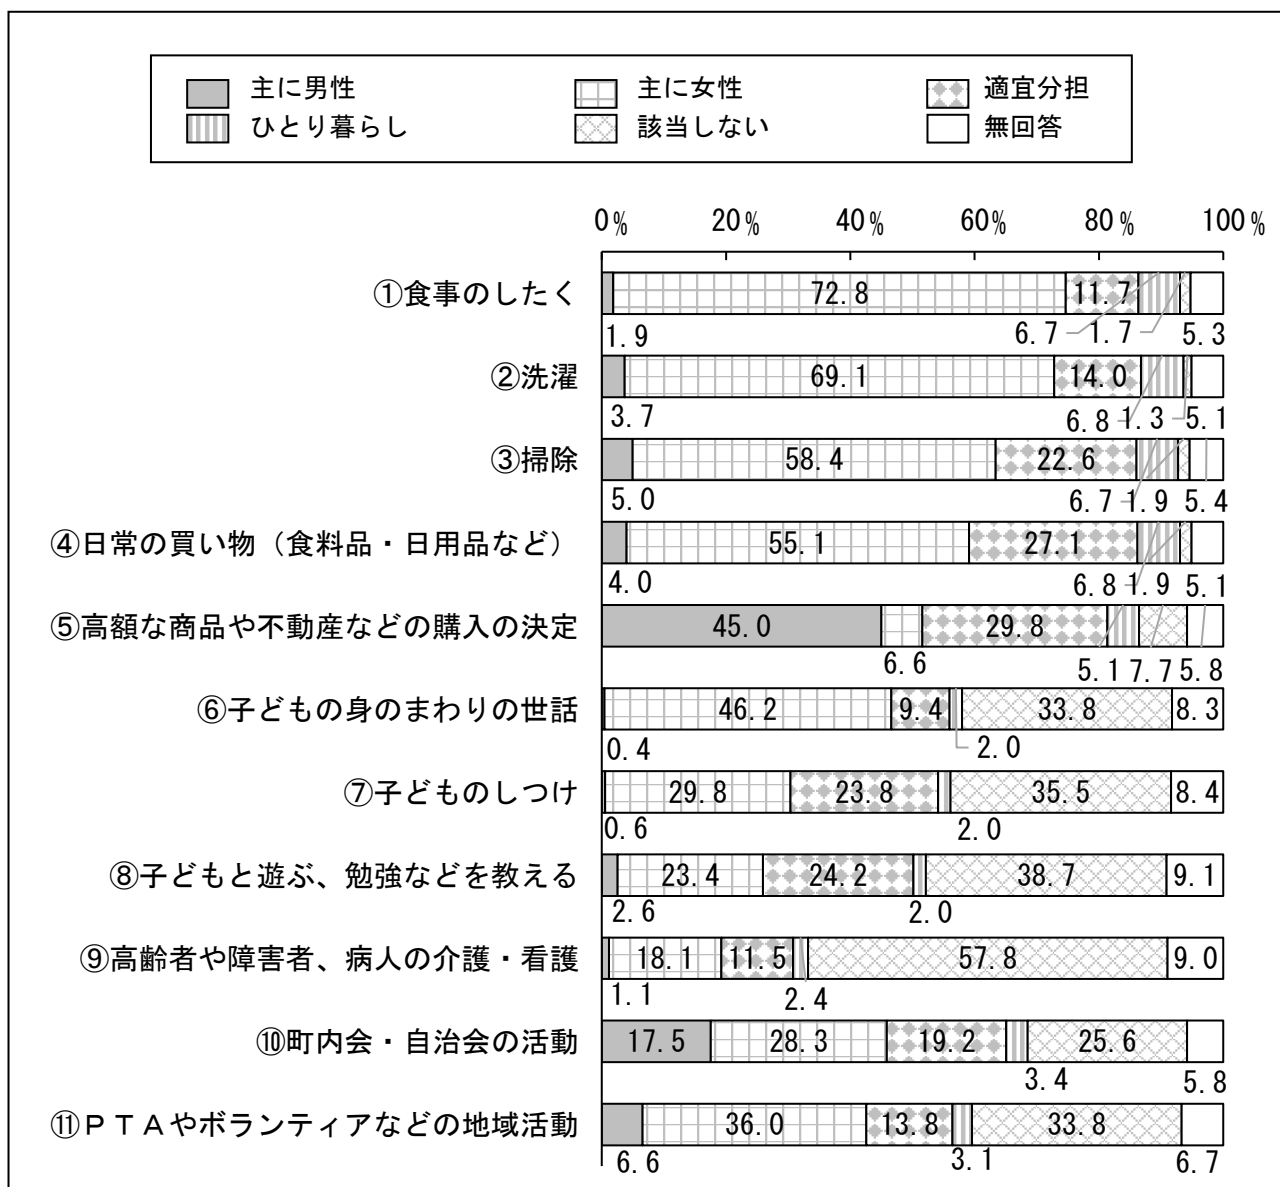 主に男性 主に女性 適宜分担
ひとり暮らし 該当しない 無回答
0% 20% 40% 60% 80% 100%
①食事のしたく 72.8 11.7
1.9 6.7 1.7 5.3
②洗濯 69.1 14.0
3.7 6.8 1.3 5.1
③掃除 58.4 22.6
5.0 6.7 1.9 5.4
④日常の買い物（食料品・日用品など） 55.1 27.1
4.0 6.8 1.9 5.1
⑤高額な商品や不動産などの購入の決定 45.0 29.8
6.6 5.1 7.7 5.8
⑥子どもの身のまわりの世話 46.2 9.4 33.8 8.3
0.4 2.0
⑦子どものしつけ 29.8 23.8 35.5 8.4
0.6 2.0
⑧子どもと遊ぶ、勉強などを教える 23.4 24.2 38.7 9.1
2.6 2.0
⑨高齢者や障害者、病人の介護・看護 18.1 11.5 57.8 9.0
1.1 2.4
⑩町内会・自治会の活動 17.5 28.3 19.2 25.6
3.4 5.8
⑪ＰＴＡやボランティアなどの地域活動 36.0 13.8 33.8
6.6 3.1 6.7